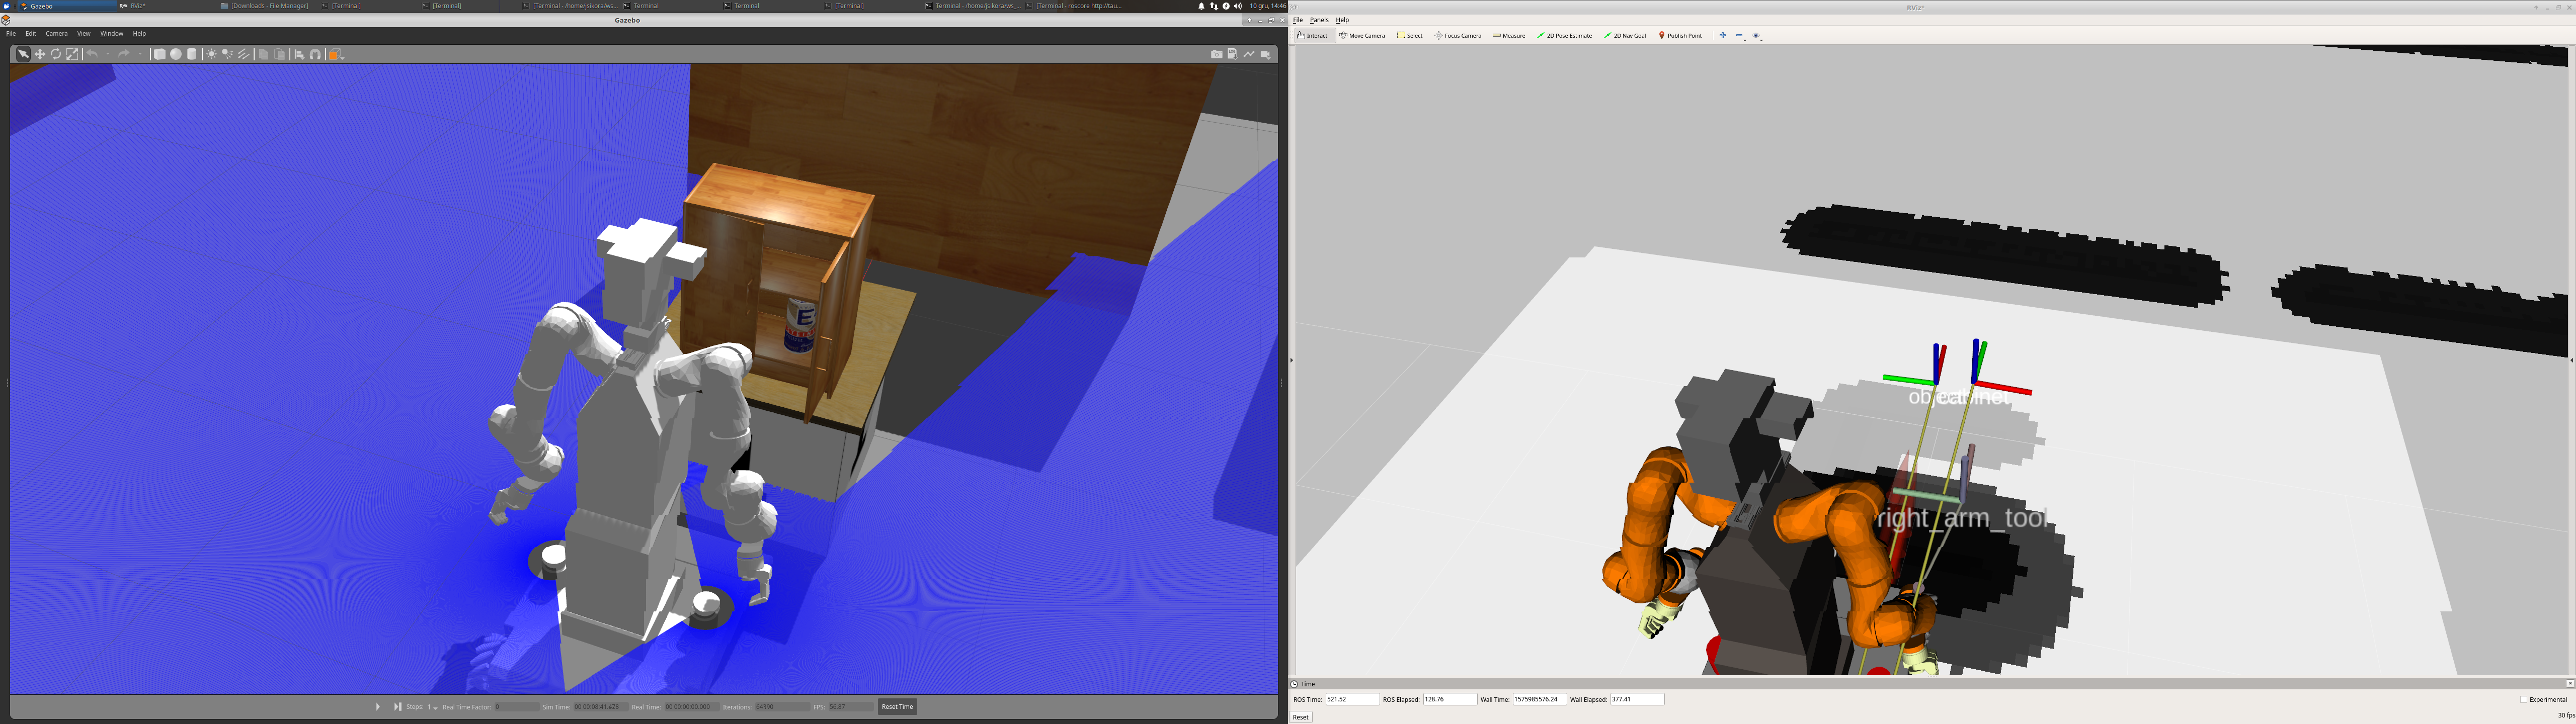 Gazebo
RViz*
[Downloads - File Manager]
[Terminal]
[Terminal]
[Terminal - /home/jsikora/ws_...
Terminal
Terminal
[Terminal]
Terminal - /home/jsikora/ws_...
[Terminal - roscore http://tau...
10 gru, 14:46
Gazebo
File Edit Camera View Window Help
E
Steps: 1
Real Time Factor: 0
Sim Time: 00 00:08:41.428
Real Time: 00 00:00:00.000
Iterations: 64390
FPS: 56.87
Reset Time
RViz*
File Panels Help
Interact
Move Camera
Select
Focus Camera
Measure
2D Pose Estimate
2D Nav Goal
Publish Point
right_arm_tool
Time
ROS Time: 521.52
ROS Elapsed: 128.76
Wall Time: 1575985576.24
Wall Elapsed: 377.41
Experimental
Reset
30 fps